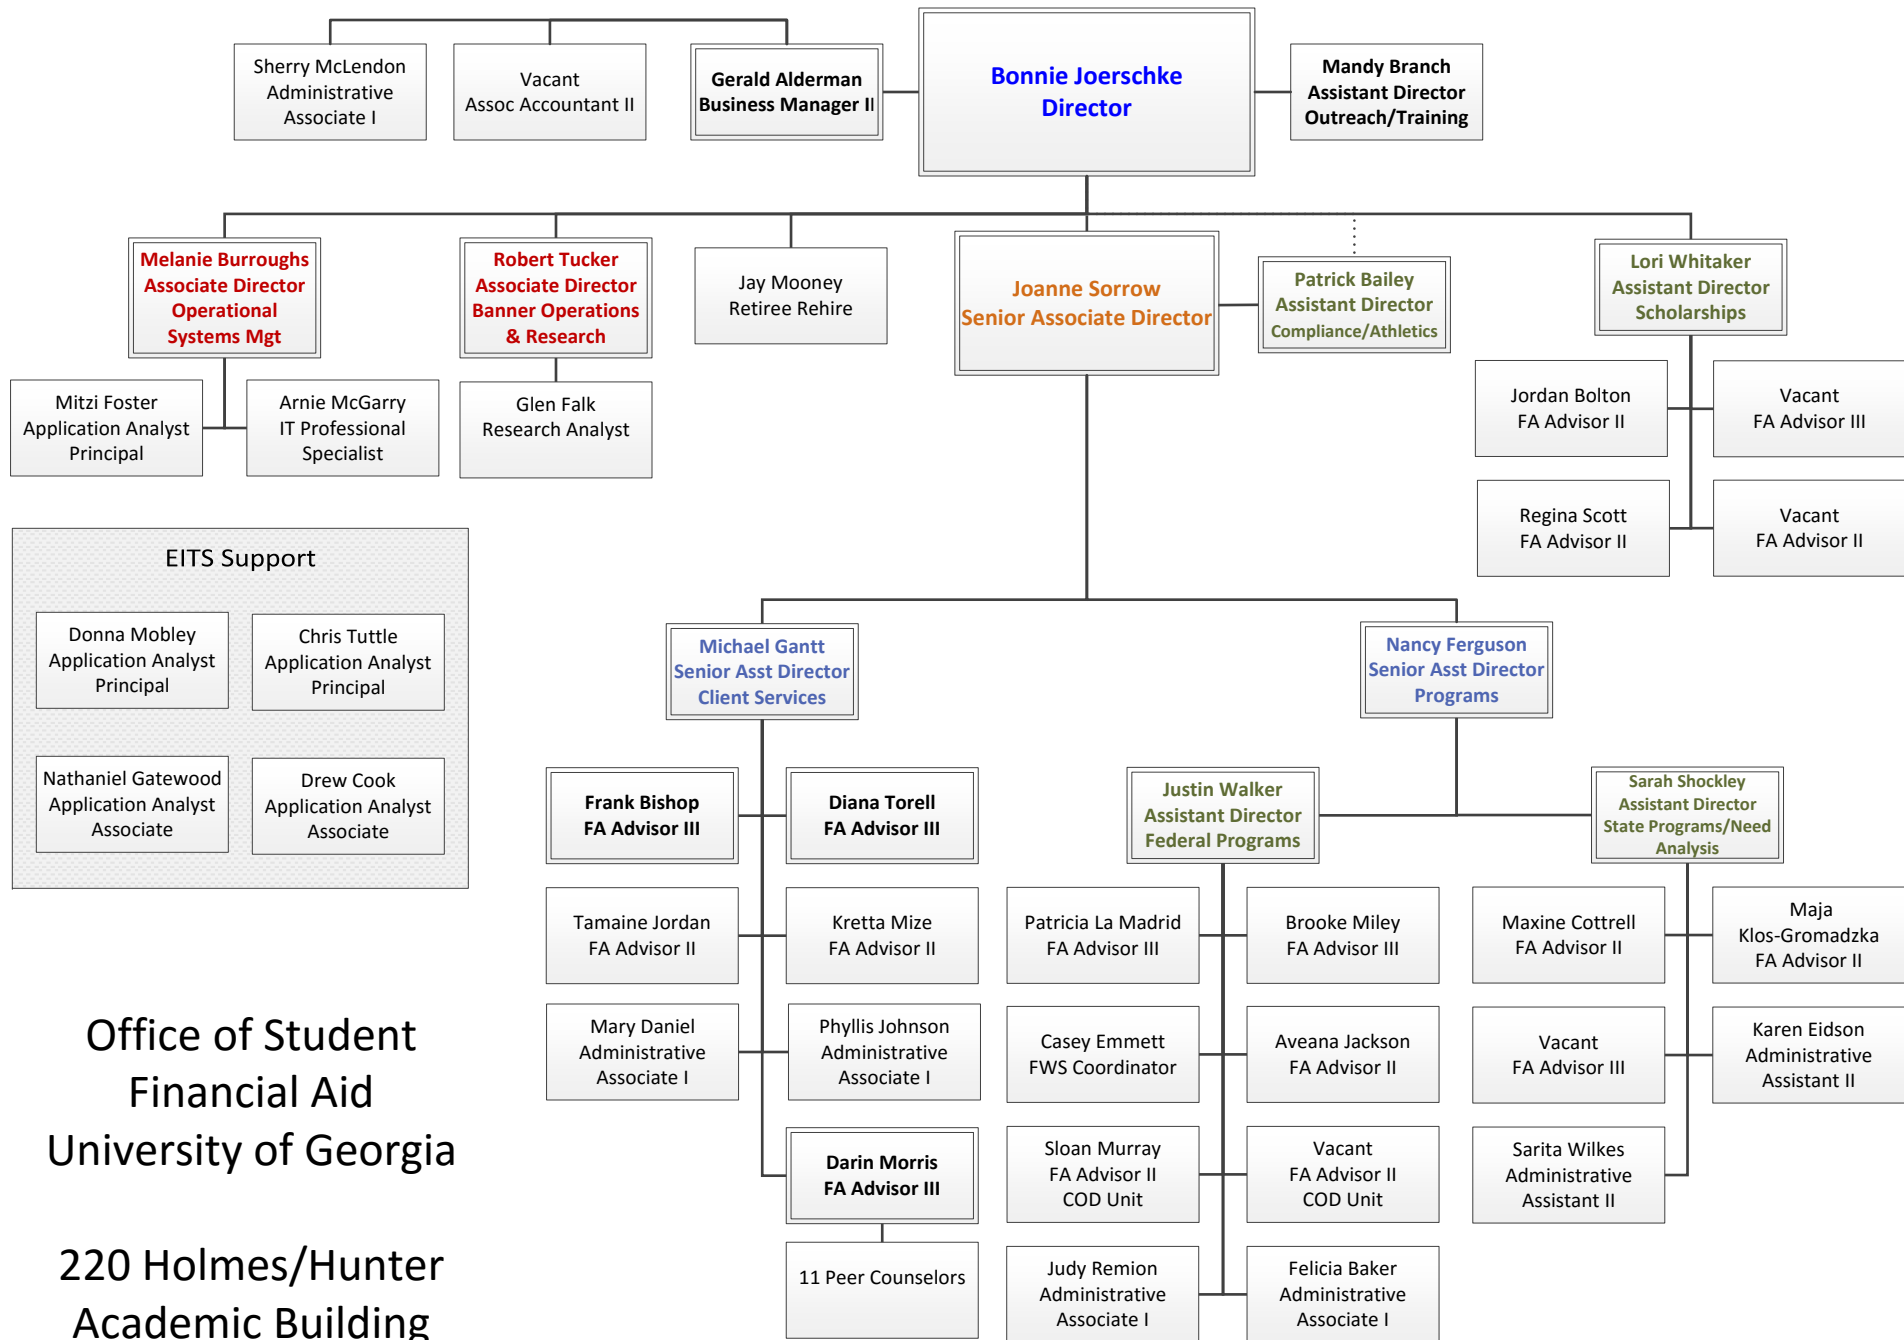 Sherry McLendon
Administrative
Associate I
Vacant
Assoc Accountant II
Gerald Alderman
Business Manager II
Bonnie Joerschke
Director
Mandy Branch
Assistant Director
Outreach/Training
Melanie Burroughs
Associate Director
Operational
Systems Mgt
Robert Tucker
Associate Director
Banner Operations
& Research
Jay Mooney
Retiree Rehire
Joanne Sorrow
Senior Associate Director
Patrick Bailey
Assistant Director
Compliance/Athletics
Lori Whitaker
Assistant Director
Scholarships
Mitzi Foster
Application Analyst
Principal
Arnie McGarry
IT Professional
Specialist
Glen Falk
Research Analyst
Jordan Bolton
FA Advisor II
Vacant
FA Advisor III
Regina Scott
FA Advisor II
Vacant
FA Advisor II
EITS Support
Donna Mobley
Application Analyst
Principal
Chris Tuttle
Application Analyst
Principal
Nathaniel Gatewood
Application Analyst
Associate
Drew Cook
Application Analyst
Associate
Michael Gantt
Senior Asst Director
Client Services
Nancy Ferguson
Senior Asst Director
Programs
Frank Bishop
FA Advisor III
Diana Torell
FA Advisor III
Justin Walker
Assistant Director
Federal Programs
Sarah Shockley
Assistant Director
State Programs/Need
Analysis
Tamaine Jordan
FA Advisor II
Kretta Mize
FA Advisor II
Patricia La Madrid
FA Advisor III
Brooke Miley
FA Advisor III
Maxine Cottrell
FA Advisor II
Maja
Klos-Gromadzka
FA Advisor II
Mary Daniel
Administrative
Associate I
Phyllis Johnson
Administrative
Associate I
Casey Emmett
FWS Coordinator
Aveana Jackson
FA Advisor II
Vacant
FA Advisor III
Karen Eidson
Administrative
Assistant II
Darin Morris
FA Advisor III
Sloan Murray
FA Advisor II
COD Unit
Vacant
FA Advisor II
COD Unit
Sarita Wilkes
Administrative
Assistant II
11 Peer Counselors
Judy Remion
Administrative
Associate I
Felicia Baker
Administrative
Associate I
Office of Student
Financial Aid
University of Georgia
220 Holmes/Hunter
Academic Building